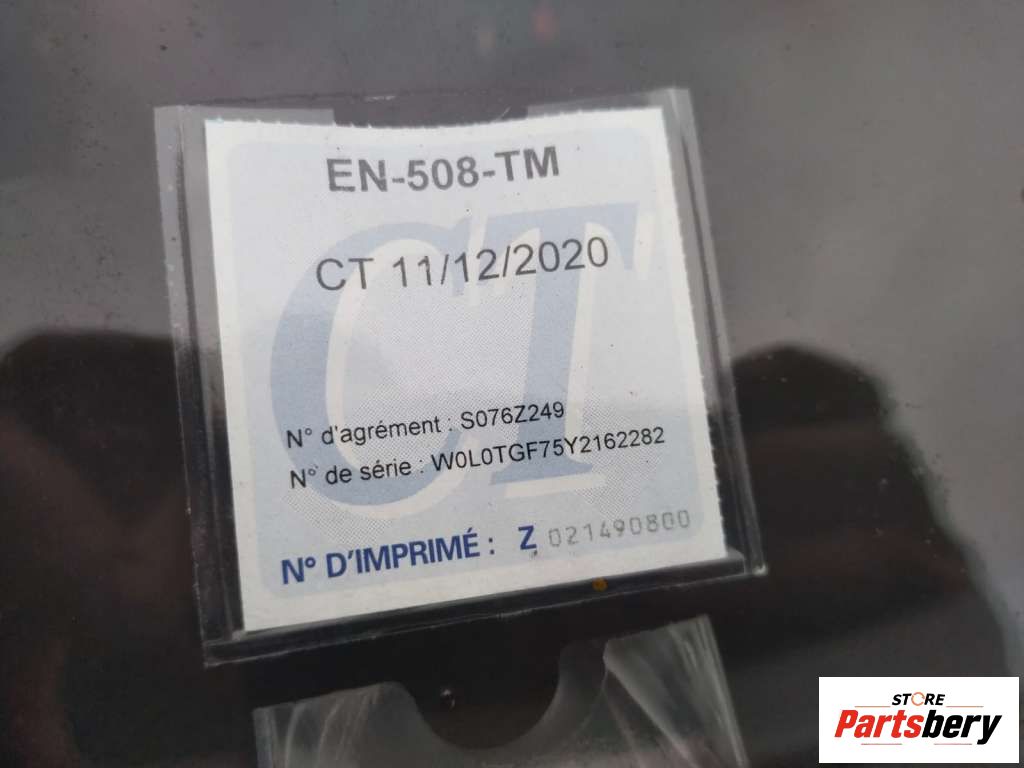 EN-508-TM
CT 11/12/2020
CT
N° d'agrément : S076Z249
N° de série : W0L0TGF75Y2162282
N° D'IMPRIMÉ : Z 021490800
STORE
Partsbery